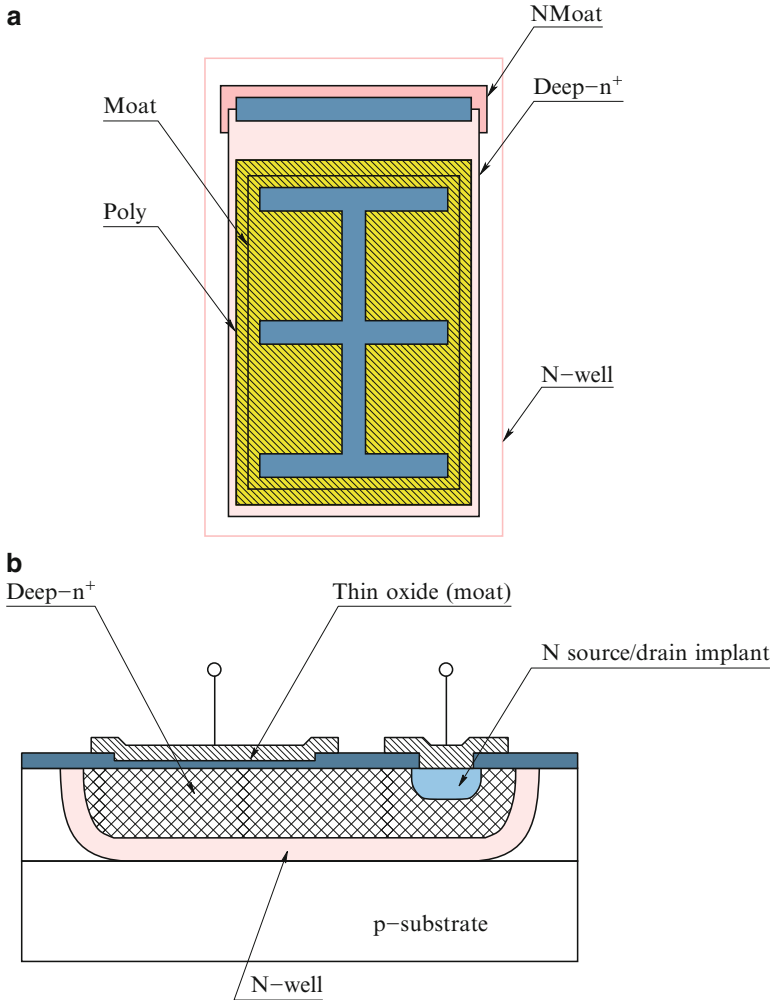 a
NMoat
Deep-n⁺
Moat
Poly
N-well
b
Deep-n⁺
Thin oxide (moat)
N source/drain implant
p-substrate
N-well